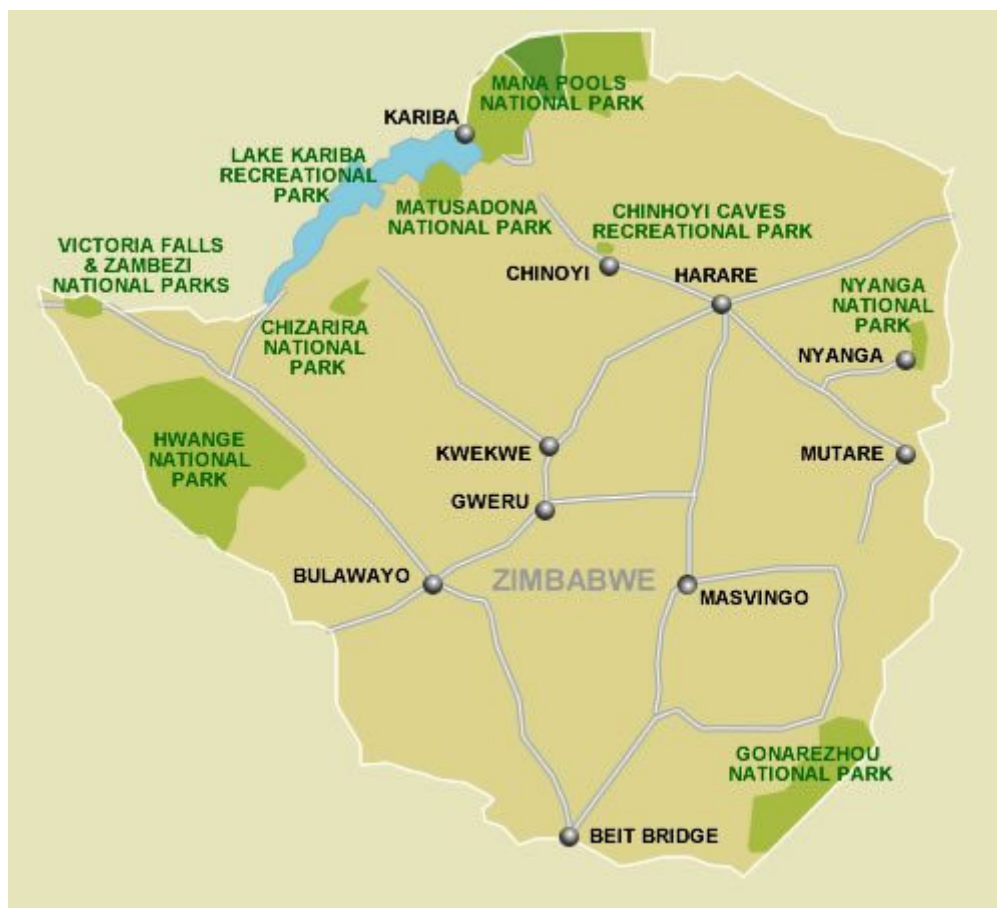 MANA POOLS
NATIONAL PARK
KARIBA
LAKE KARIBA
RECREATIONAL
PARK
MATUSADONA
NATIONAL PARK
CHINHOYI CAVES
RECREATIONAL PARK
VICTORIA FALLS
& ZAMBEZI
NATIONAL PARKS
CHINOYI
HARARE
NYANGA
NATIONAL
PARK
CHIZARIRA
NATIONAL
PARK
NYANGA
HWANGE
NATIONAL
PARK
KWEKWE
MUTARE
GWERU
BULAWAYO
ZIMBABWE
MASVINGO
GONAREZHOU
NATIONAL PARK
BEIT BRIDGE